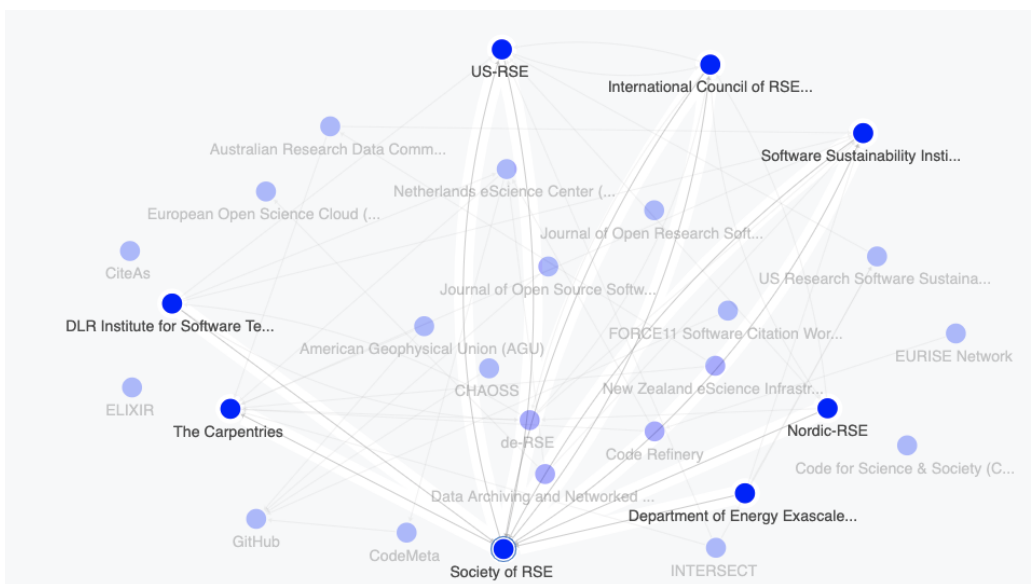 US-RSE
International Council of RSE...
Australian Research Data Comm...
Software Sustainability Insti...
Netherlands eScience Center (...
European Open Science Cloud (...
Journal of Open Research Soft...
CiteAs
Journal of Open Source Softw...
US Research Software Sustaina...
DLR Institute for Software Te...
FORCE11 Software Citation Wor...
American Geophysical Union (AGU)
EURISE Network
CHAOSS
New Zealand eScience Infrastr...
ELIXIR
The Carpentries
de-RSE
Code Refinery
Nordic-RSE
Code for Science & Society (C...
Data Archiving and Networked ...
Department of Energy Exascale...
GitHub
CodeMeta
Society of RSE
INTERSECT